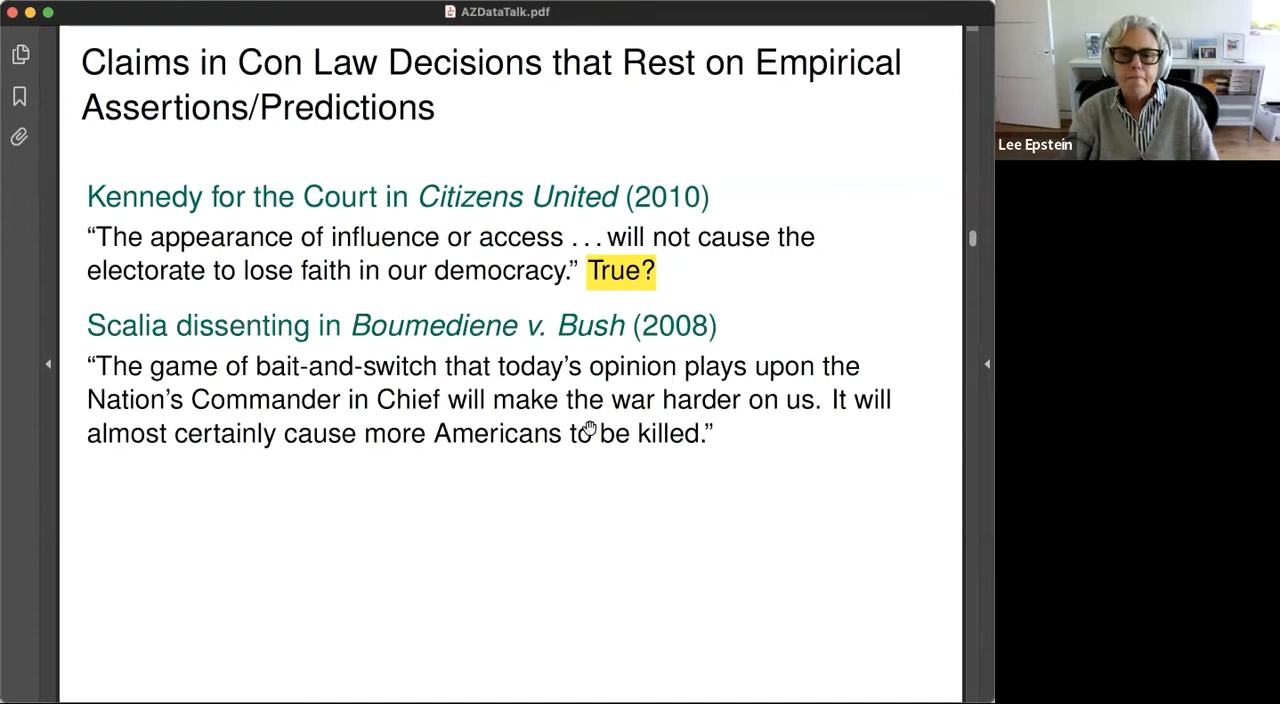 AZDataTalk.pdf
Claims in Con Law Decisions that Rest on Empirical
Assertions/Predictions
Kennedy for the Court in Citizens United (2010)
“The appearance of influence or access . . . will not cause the
electorate to lose faith in our democracy.” True?
Scalia dissenting in Boumediene v. Bush (2008)
“The game of bait-and-switch that today’s opinion plays upon the
Nation’s Commander in Chief will make the war harder on us. It will
almost certainly cause more Americans to be killed.”
Lee Epstein